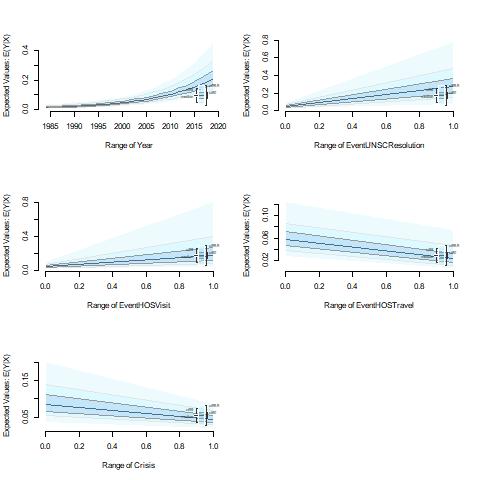 Expected Values: E(Y|X)
0.4
0.2
0.0
1985 1990 1995 2000 2005 2010 2015 2020
Range of Year
Expected Values: E(Y|X)
0.8
0.6
0.4
0.2
0.0
0.0 0.2 0.4 0.6 0.8 1.0
Range of EventUNSCResolution
Expected Values: E(Y|X)
0.8
0.4
0.0
0.0 0.2 0.4 0.6 0.8 1.0
Range of EventHOSVisit
Expected Values: E(Y|X)
0.10
0.06
0.02
0.0 0.2 0.4 0.6 0.8 1.0
Range of EventHOSTravel
Expected Values: E(Y|X)
0.15
0.05
0.0 0.2 0.4 0.6 0.8 1.0
Range of Crisis